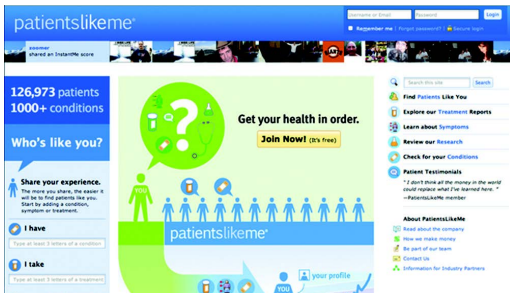 patientslikeme®
Username or Email
Password
Login
Remember me | Forgot password? | Secure login
zoomer
shared an InstantMe score
126,973 patients
1000+ conditions
Who's like you?
Share your experience.
The more you share, the easier it
will be to find patients like you.
Start by adding a condition,
symptom or treatment.
I have
Type at least 3 letters of a condition
I take
Type at least 3 letters of a treatment
?
YOU
Get your health in order.
Join Now! (It's free)
patientslikeme®
YOU
your profile
Search this site
Search
Find Patients Like You
Explore our Treatment Reports
Learn about Symptoms
Review our Research
Check for your Conditions
Patient Testimonials
"I don't think all the money in the world
could replace what I've learned here."
—PatientsLikeMe member
About PatientsLikeMe
Read about the company
How we make money
Be part of our team
Contact Us
Information for Industry Partners